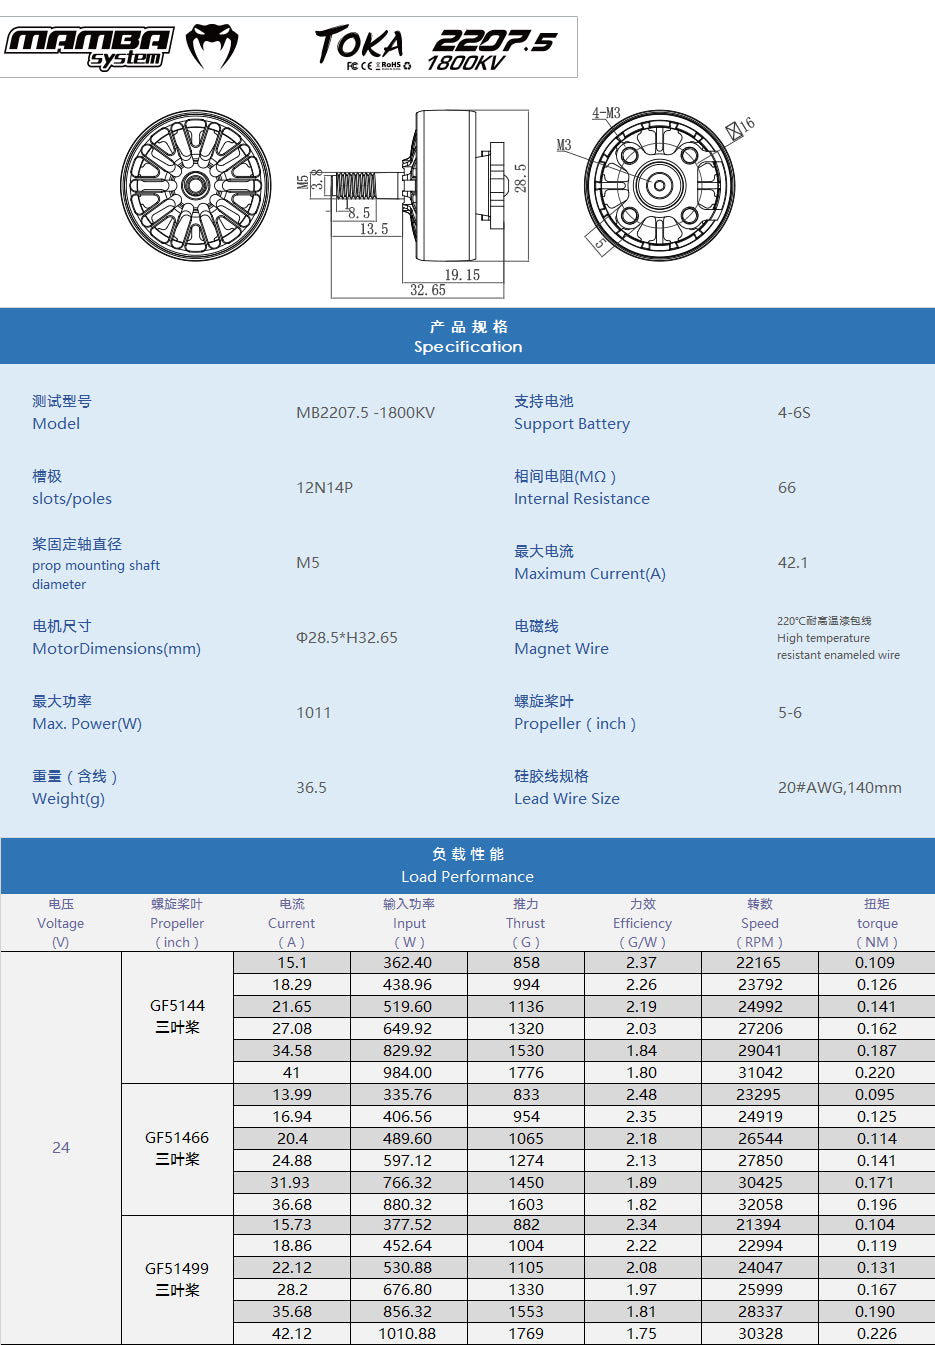 MAMBA
system
TOKA 2207.5
FC CE RoHS 1800KV
4-M3
M3
16
5
M5
3.8
1
8.5
13.5
28.5
19.15
32.65
产品规格
Specification
测试型号
Model
MB2207.5 -1800KV
支持电池
Support Battery
4-6S
槽极
slots/poles
12N14P
相间电阻(MΩ)
Internal Resistance
66
桨固定轴直径
prop mounting shaft
diameter
M5
最大电流
Maximum Current(A)
42.1
电机尺寸
MotorDimensions(mm)
Φ28.5*H32.65
电磁线
Magnet Wire
220℃耐高温漆包线
High temperature
resistant enameled wire
最大功率
Max. Power(W)
1011
螺旋桨叶
Propeller ( inch )
5-6
重量 ( 含线 )
Weight(g)
36.5
硅胶线规格
Lead Wire Size
20#AWG,140mm
负载性能
Load Performance
电压 螺旋桨叶 电流 输入功率 推力 力效 转数 扭矩
Voltage Propeller Current Input Thrust Efficiency Speed torque
(V) ( inch ) ( A ) ( W ) ( G ) ( G/W ) ( RPM ) ( NM )
24
GF5144
三叶桨
15.1 362.40 858 2.37 22165 0.109
18.29 438.96 994 2.26 23792 0.126
21.65 519.60 1136 2.19 24992 0.141
27.08 649.92 1320 2.03 27206 0.162
34.58 829.92 1530 1.84 29041 0.187
41 984.00 1776 1.80 31042 0.220
GF51466
三叶桨
13.99 335.76 833 2.48 23295 0.095
16.94 406.56 954 2.35 24919 0.125
20.4 489.60 1065 2.18 26544 0.114
24.88 597.12 1274 2.13 27850 0.141
31.93 766.32 1450 1.89 30425 0.171
36.68 880.32 1603 1.82 32058 0.196
GF51499
三叶桨
15.73 377.52 882 2.34 21394 0.104
18.86 452.64 1004 2.22 22994 0.119
22.12 530.88 1105 2.08 24047 0.131
28.2 676.80 1330 1.97 25999 0.167
35.68 856.32 1553 1.81 28337 0.190
42.12 1010.88 1769 1.75 30328 0.226